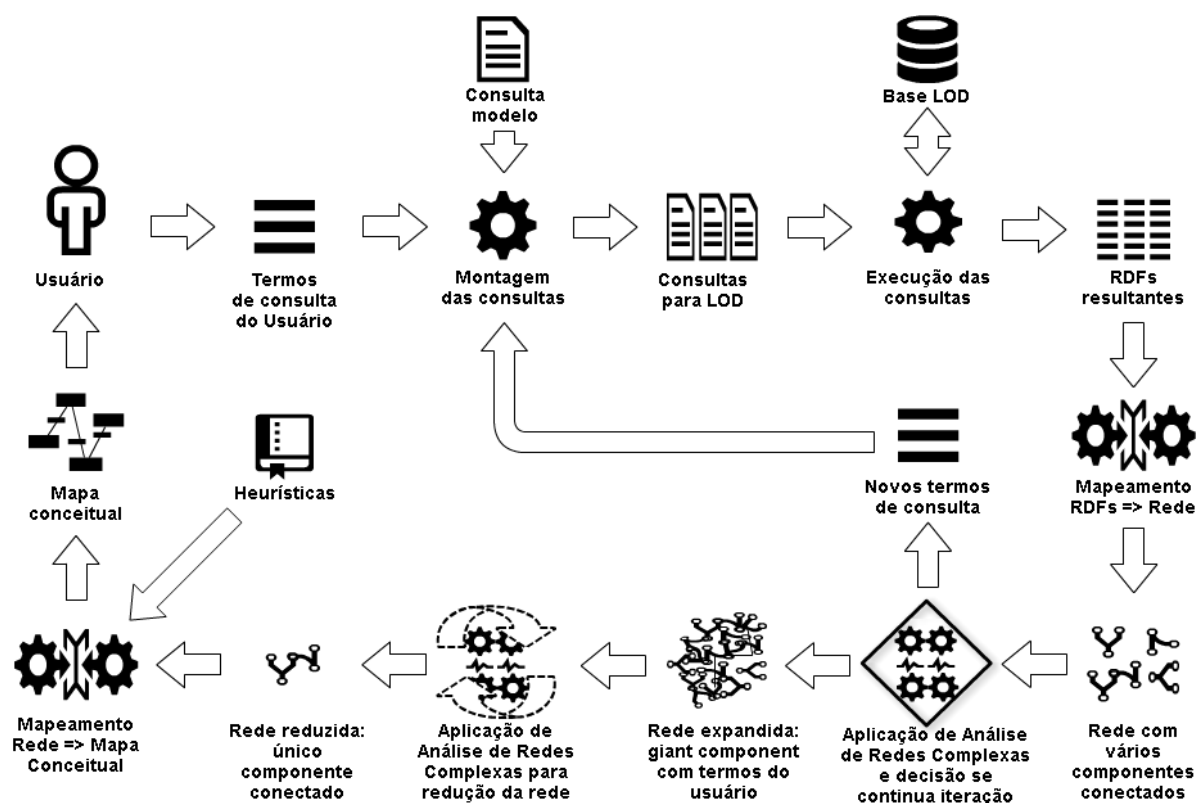 Consulta
modelo
Base LOD
Usuário
Termos
de consulta
do Usuário
Montagem
das consultas
Consultas
para LOD
Execução das
consultas
RDFs
resultantes
Mapa
conceitual
Heurísticas
Novos termos
de consulta
Mapeamento
RDFs => Rede
Mapeamento
Rede => Mapa
Conceitual
Rede reduzida:
único
componente
conectado
Aplicação de
Análise de Redes
Complexas para
redução da rede
Rede expandida:
giant component
com termos do
usuário
Aplicação de Análise
de Redes Complexas
e decisão se
continua iteração
Rede com
vários
componentes
conectados